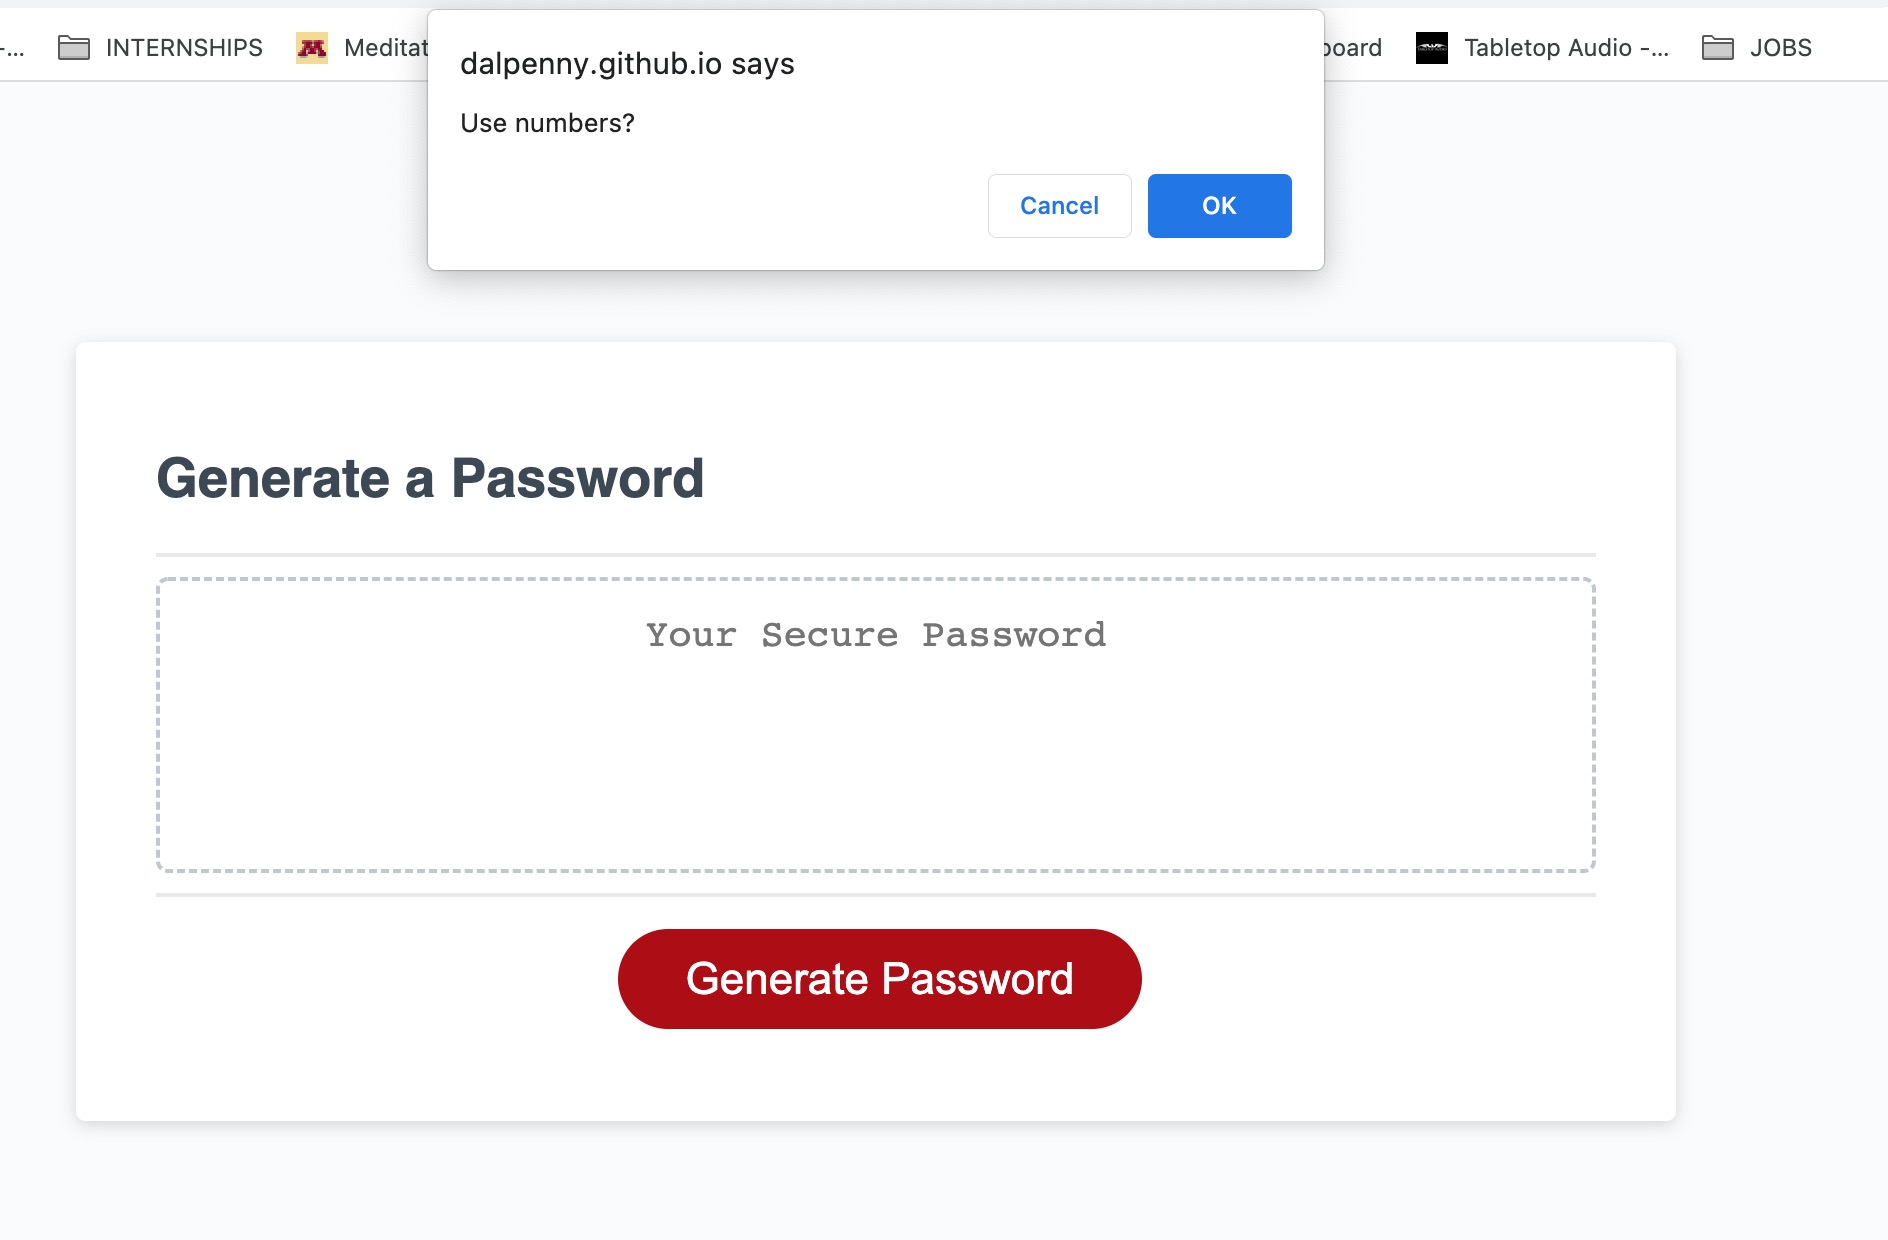 -... INTERNSHIPS Meditat board Tabletop Audio -... JOBS
dalpenny.github.io says
Use numbers?
Cancel OK
Generate a Password
Your Secure Password
Generate Password